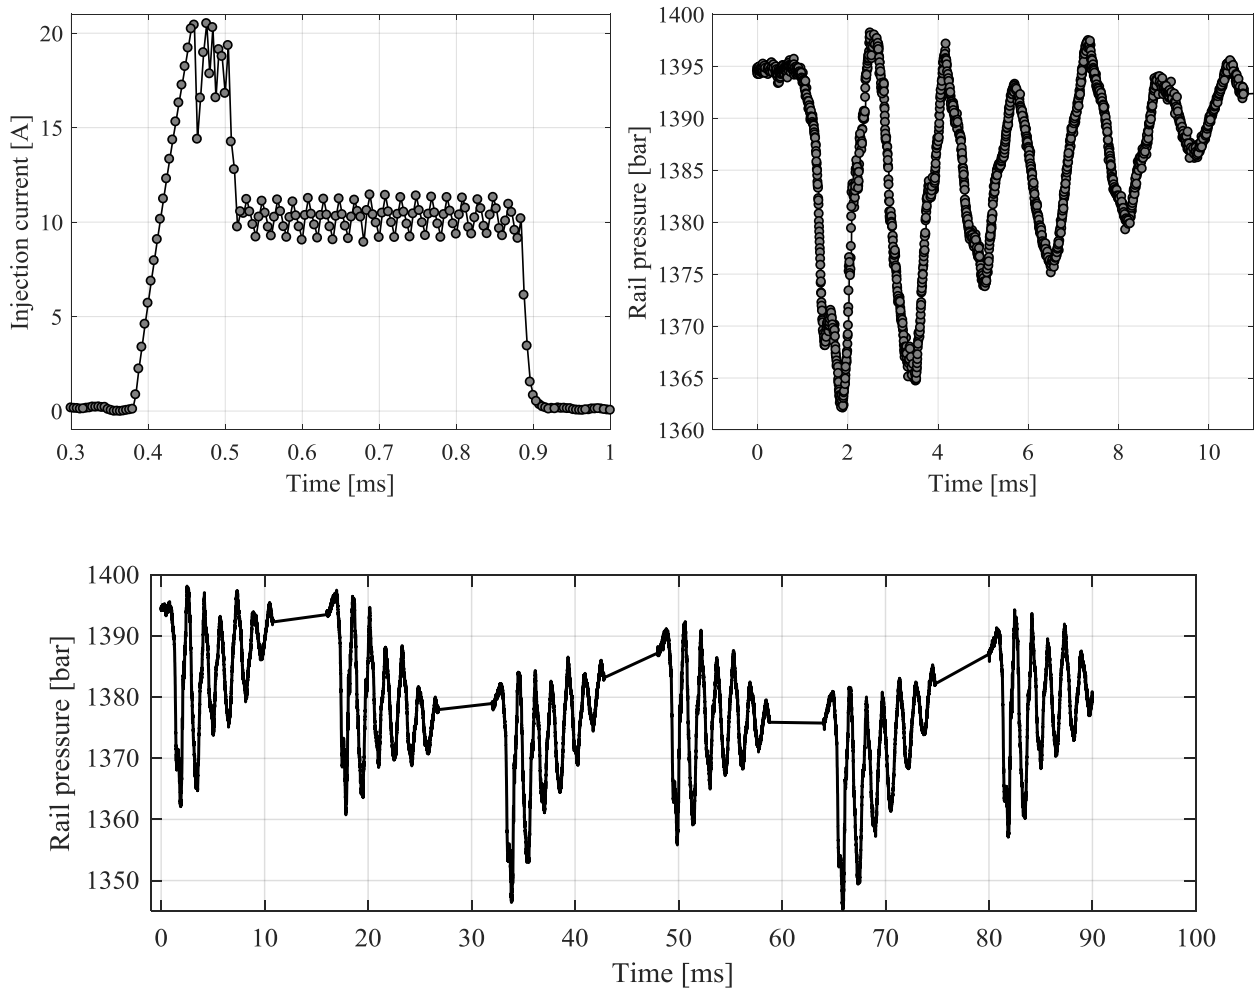 20
15
10
5
0
0.3 0.4 0.5 0.6 0.7 0.8 0.9 1
Time [ms]
Injection current [A]
1400
1395
1390
1385
1380
1375
1370
1365
1360
0 2 4 6 8 10
Time [ms]
Rail pressure [bar]
1400
1390
1380
1370
1360
1350
0 10 20 30 40 50 60 70 80 90 100
Time [ms]
Rail pressure [bar]